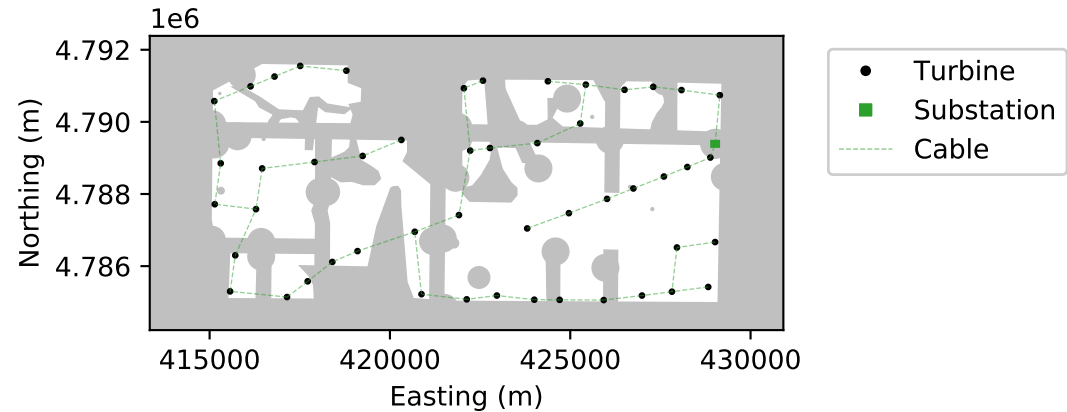 1e6
4.792
4.790
4.788
4.786
Northing (m)
415000 420000 425000 430000
Easting (m)
Turbine
Substation
Cable